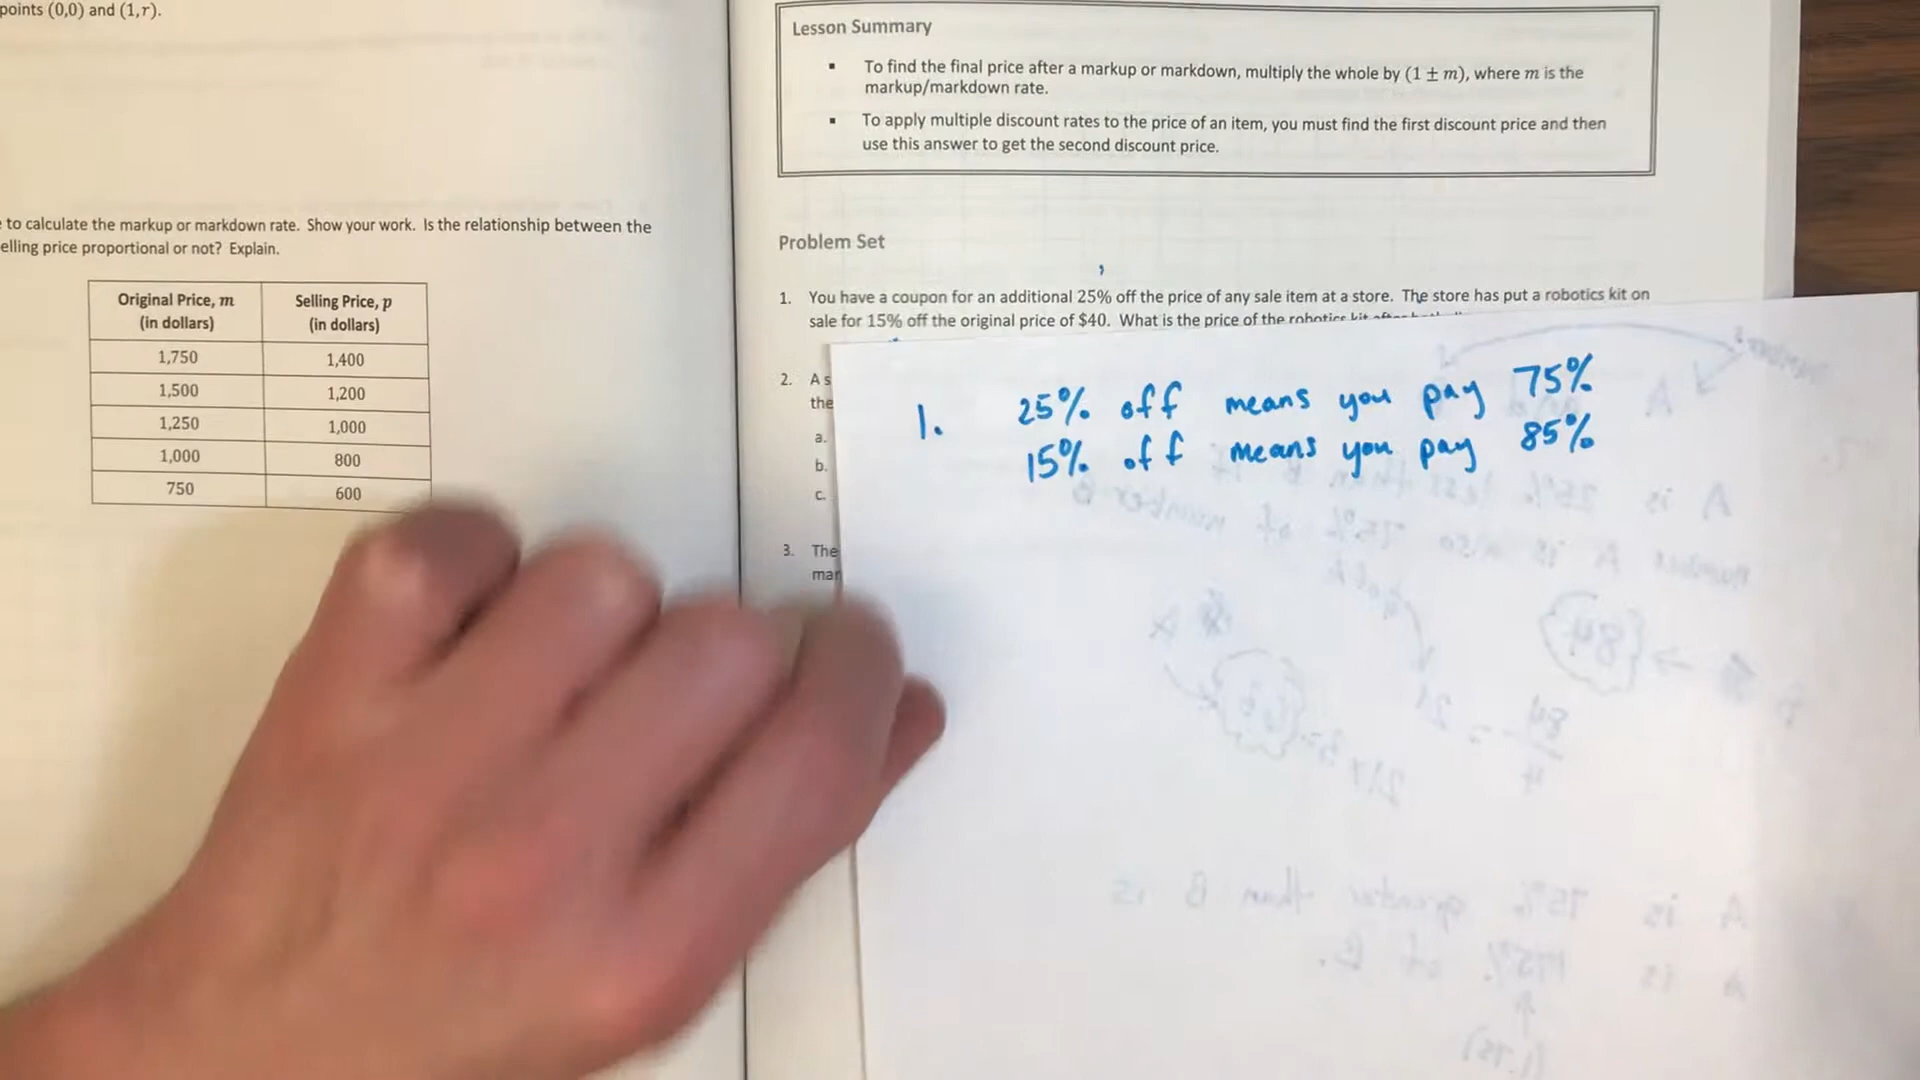 points (0,0) and (1,r).
to calculate the markup or markdown rate. Show your work. Is the relationship between the
elling price proportional or not? Explain.
Original Price, m (in dollars) Selling Price, p (in dollars)
1,750 1,400
1,500 1,200
1,250 1,000
1,000 800
750 600
Lesson Summary
▪ To find the final price after a markup or markdown, multiply the whole by (1 ± m), where m is the
markup/markdown rate.
▪ To apply multiple discount rates to the price of an item, you must find the first discount price and then
use this answer to get the second discount price.
Problem Set
1. You have a coupon for an additional 25% off the price of any sale item at a store. The store has put a robotics kit on
sale for 15% off the original price of $40. What is the price of the robotics kit
2. A s
the
a.
b.
c.
3. The
mar
1. 25% off means you pay 75%
15% off means you pay 85%